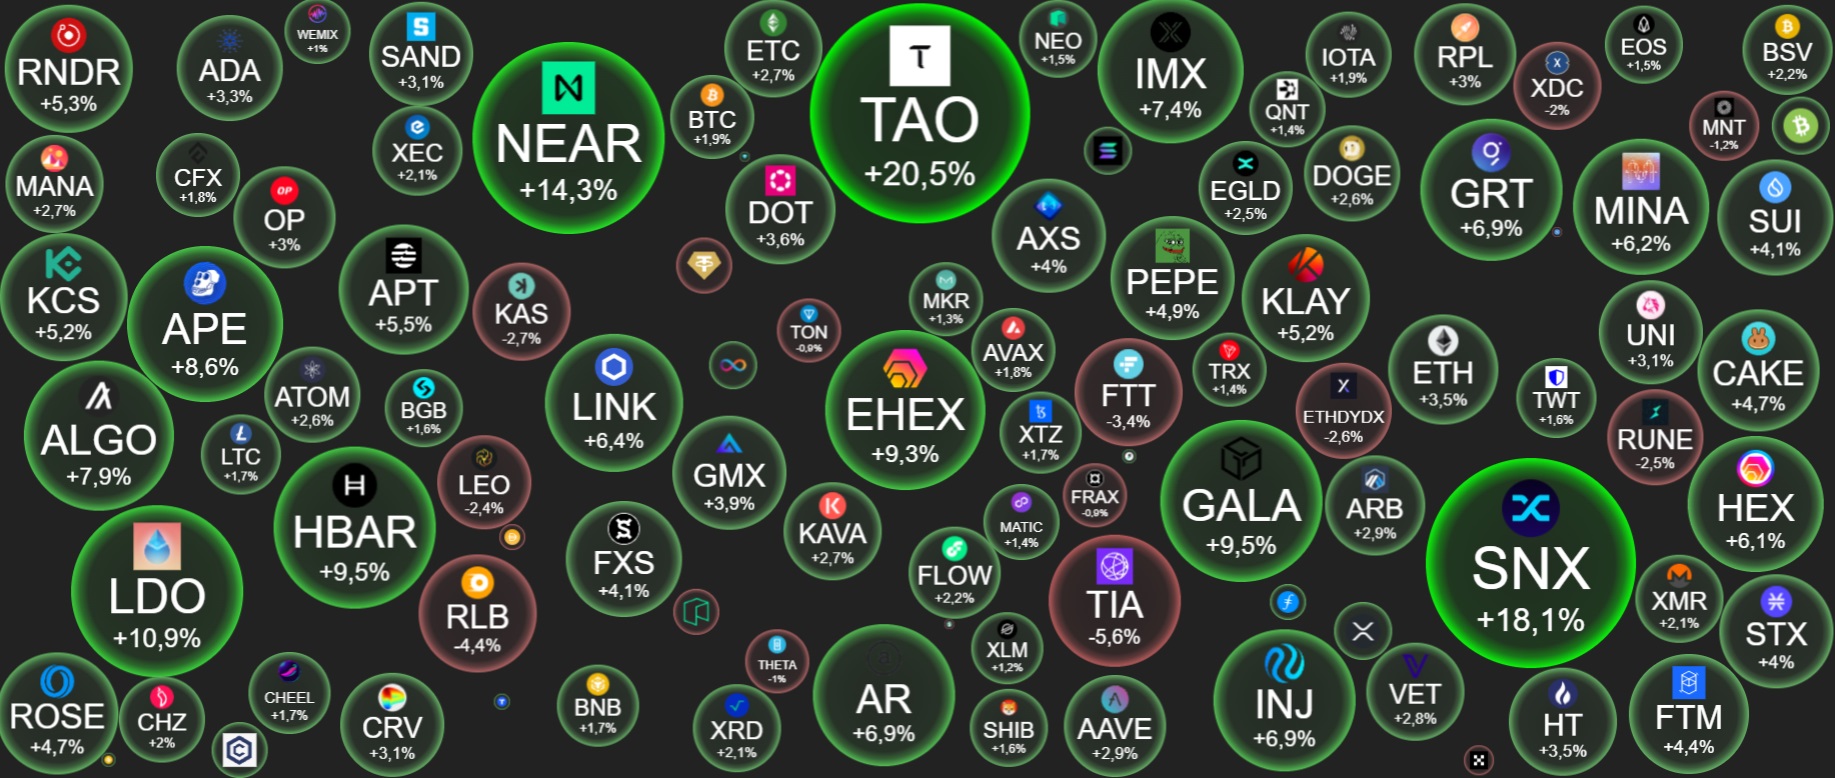 RNDR
+5,3%
ADA
+3,3%
WEMIX
+1%
SAND
+3,1%
NEAR
+14,3%
ETC
+2,7%
BTC
+1,9%
TAO
+20,5%
NEO
+1,5%
IMX
+7,4%
IOTA
+1,9%
QNT
+1,4%
RPL
+3%
XDC
-2%
EOS
+1,5%
BSV
+2,2%
MNT
-1,2%
MANA
+2,7%
CFX
+1,8%
OP
+3%
XEC
+2,1%
DOT
+3,6%
AXS
+4%
EGLD
+2,5%
DOGE
+2,6%
GRT
+6,9%
MINA
+6,2%
SUI
+4,1%
KCS
+5,2%
APE
+8,6%
APT
+5,5%
KAS
-2,7%
TON
-0,9%
MKR
+1,3%
AVAX
+1,8%
PEPE
+4,9%
KLAY
+5,2%
UNI
+3,1%
CAKE
+4,7%
ALGO
+7,9%
ATOM
+2,6%
LTC
+1,7%
BGB
+1,6%
LINK
+6,4%
EHEX
+9,3%
XTZ
+1,7%
FTT
-3,4%
TRX
+1,4%
ETHDYDX
-2,6%
ETH
+3,5%
TWT
+1,6%
RUNE
-2,5%
HBAR
+9,5%
LEO
-2,4%
GMX
+3,9%
KAVA
+2,7%
MATIC
+1,4%
FRAX
-0,9%
GALA
+9,5%
ARB
+2,9%
SNX
+18,1%
HEX
+6,1%
LDO
+10,9%
RLB
-4,4%
FXS
+4,1%
FLOW
+2,2%
TIA
-5,6%
XMR
+2,1%
STX
+4%
ROSE
+4,7%
CHZ
+2%
CHEEL
+1,7%
CRV
+3,1%
BNB
+1,7%
XRD
+2,1%
THETA
-1%
AR
+6,9%
XLM
+1,2%
SHIB
+1,6%
AAVE
+2,9%
INJ
+6,9%
VET
+2,8%
HT
+3,5%
FTM
+4,4%